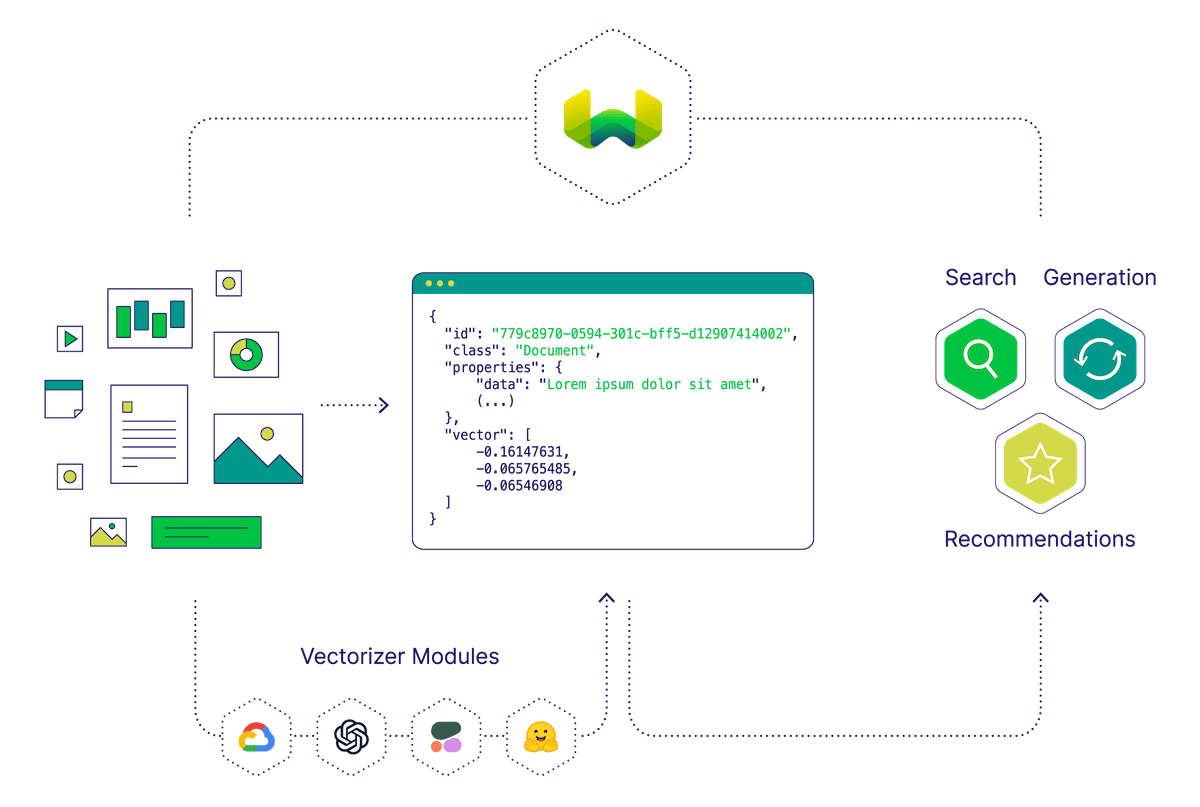 Search
Generation
{
"id": "779c8970-0594-301c-bff5-d12907414002",
"class": "Document",
"properties": {
"data": "Lorem ipsum dolor sit amet",
(...)
},
"vector": [
-0.16147631,
-0.065765485,
-0.06546908
]
}
Recommendations
Vectorizer Modules